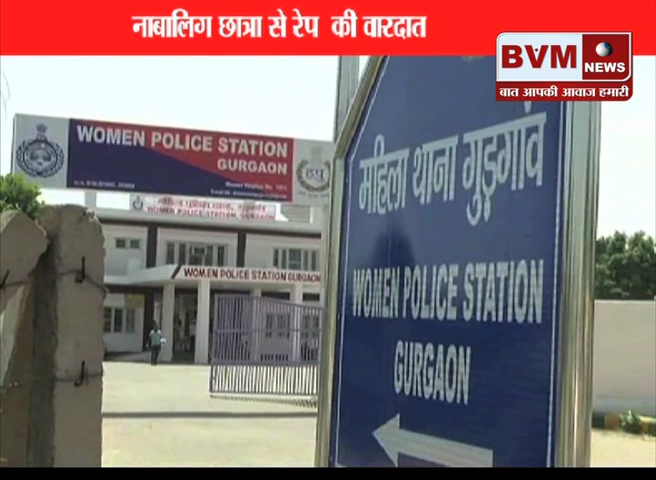 नाबालिग छात्रा से रेप की वारदात
BVM
NEWS
बात आपकी आवाज हमारी
WOMEN POLICE STATION
GURGAON
WOMEN POLICE STATION
WOMEN POLICE STATION GURGAON
महिला थाना गुड़गांव
WOMEN POLICE STATION
GURGAON